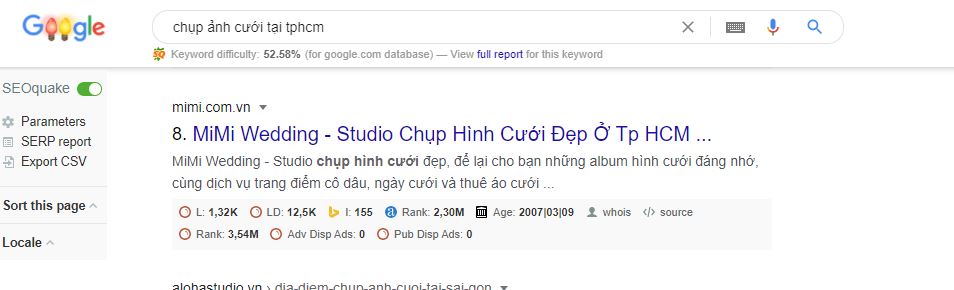 Google
chụp ảnh cưới tại tphcm
Keyword difficulty: 52.58% (for google.com database) — View full report for this keyword
SEOquake
Parameters
SERP report
Export CSV
Sort this page
Locale
mimi.com.vn
8. MiMi Wedding - Studio Chụp Hình Cưới Đẹp Ở Tp HCM ...
MiMi Wedding - Studio chụp hình cưới đẹp, để lại cho bạn những album hình cưới đáng nhớ,
cùng dịch vụ trang điểm cô dâu, ngày cưới và thuê áo cưới ...
L: 1,32K LD: 12,5K I: 155 Rank: 2,30M Age: 2007|03|09 whois source
Rank: 3,54M Adv Disp Ads: 0 Pub Disp Ads: 0
alohastudio.vn › dia-diem-chup-anh-cuoi-tai-sai-gon